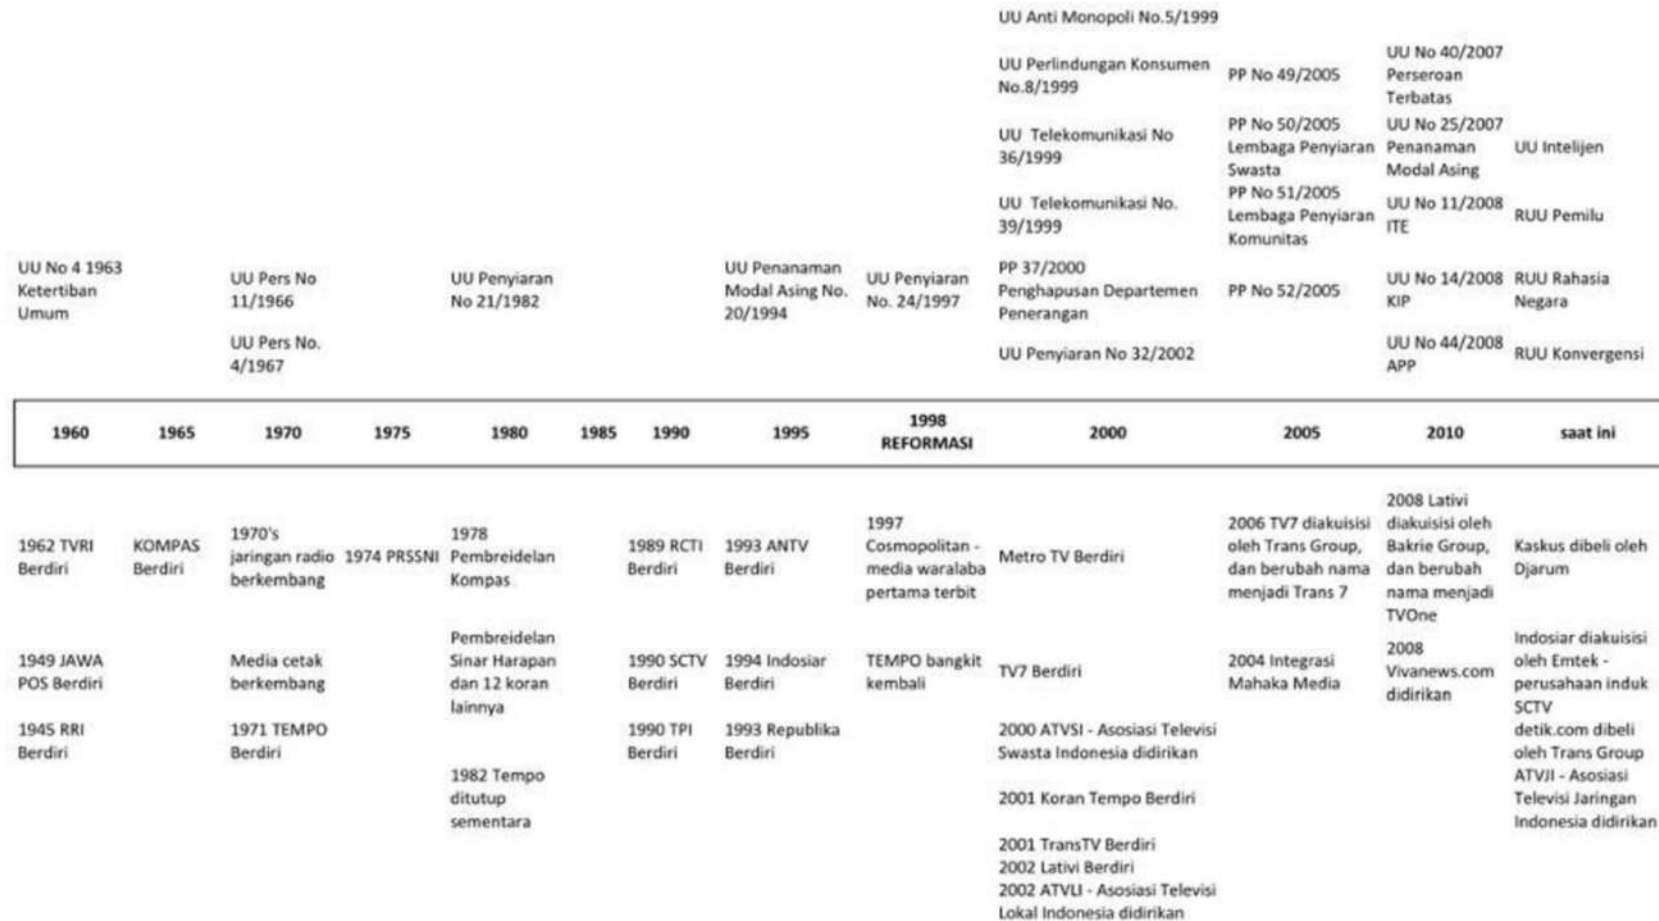 UU Anti Monopoli No.5/1999
UU Perlindungan Konsumen
No.8/1999
PP No 49/2005
UU No 40/2007
Perseroan
Terbatas
UU Telekomunikasi No
36/1999
PP No 50/2005
Lembaga Penyiaran
Swasta
UU No 25/2007
Penanaman
Modal Asing
UU Intelijen
UU Telekomunikasi No.
39/1999
PP No 51/2005
Lembaga Penyiaran
Komunitas
UU No 11/2008
ITE
RUU Pemilu
UU No 4 1963
Ketertiban
Umum
UU Pers No
11/1966
UU Penyiaran
No 21/1982
UU Penanaman
Modal Asing No.
20/1994
UU Penyiaran
No. 24/1997
PP 37/2000
Penghapusan Departemen
Penerangan
PP No 52/2005
UU No 14/2008
KIP
RUU Rahasia
Negara
UU Pers No.
4/1967
UU Penyiaran No 32/2002
UU No 44/2008
APP
RUU Konvergensi
1960
1965
1970
1975
1980
1985
1990
1995
1998
REFORMASI
2000
2005
2010
saat ini
1962 TVRI
Berdiri
KOMPAS
Berdiri
1970's
jaringan radio
berkembang
1974 PRSSNI
1978
Pembreidelan
Kompas
1989 RCTI
Berdiri
1993 ANTV
Berdiri
1997
Cosmopolitan -
media waralaba
pertama terbit
Metro TV Berdiri
2006 TV7 diakuisisi
oleh Trans Group,
dan berubah nama
menjadi Trans 7
2008 Lativi
diakuisisi oleh
Bakrie Group,
dan berubah
nama menjadi
TVOne
Kaskus dibeli oleh
Djarum
1949 JAWA
POS Berdiri
Media cetak
berkembang
Pembreidelan
Sinar Harapan
dan 12 koran
lainnya
1990 SCTV
Berdiri
1994 Indosiar
Berdiri
TEMPO bangkit
kembali
TV7 Berdiri
2004 Integrasi
Mahaka Media
2008
Vivanews.com
didirikan
Indosiar diakuisisi
oleh Emtek -
perusahaan induk
SCTV
1945 RRI
Berdiri
1971 TEMPO
Berdiri
1990 TPI
Berdiri
1993 Republika
Berdiri
2000 ATVSI - Asosiasi Televisi
Swasta Indonesia didirikan
detik.com dibeli
oleh Trans Group
1982 Tempo
ditutup
sementara
2001 Koran Tempo Berdiri
ATVJI - Asosiasi
Televisi Jaringan
Indonesia didirikan
2001 TransTV Berdiri
2002 Lativi Berdiri
2002 ATVLI - Asosiasi Televisi
Lokal Indonesia didirikan